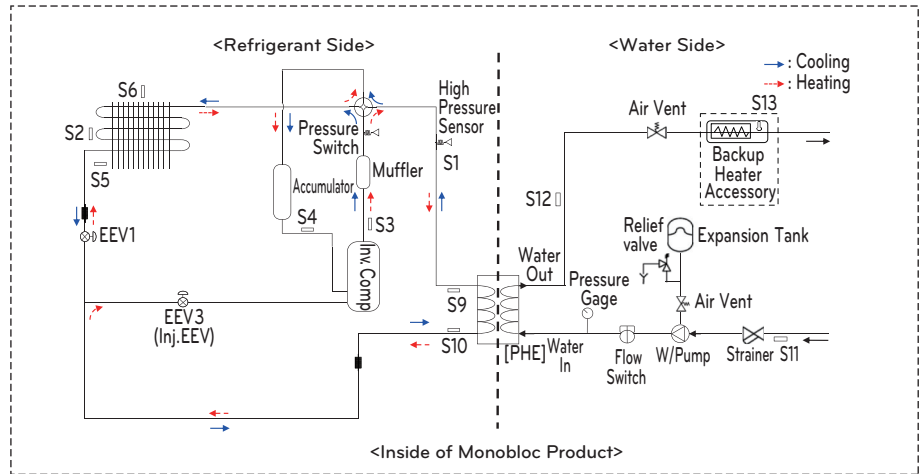 <Refrigerant Side>
<Water Side>
: Cooling
: Heating
S6
High
Pressure
Sensor
S13
Air Vent
S2
Pressure
Switch
S1
Backup
Heater
Accessory
Muffler
S5
Accumulator
S12
S4
S3
Relief
valve
Expansion Tank
EEV1
Inv. Comp
Water
Out
Pressure
Gage
S9
Air Vent
EEV3
(Inj.EEV)
S10
[PHE]
Water
In
Flow
Switch
W/Pump
Strainer
S11
<Inside of Monobloc Product>